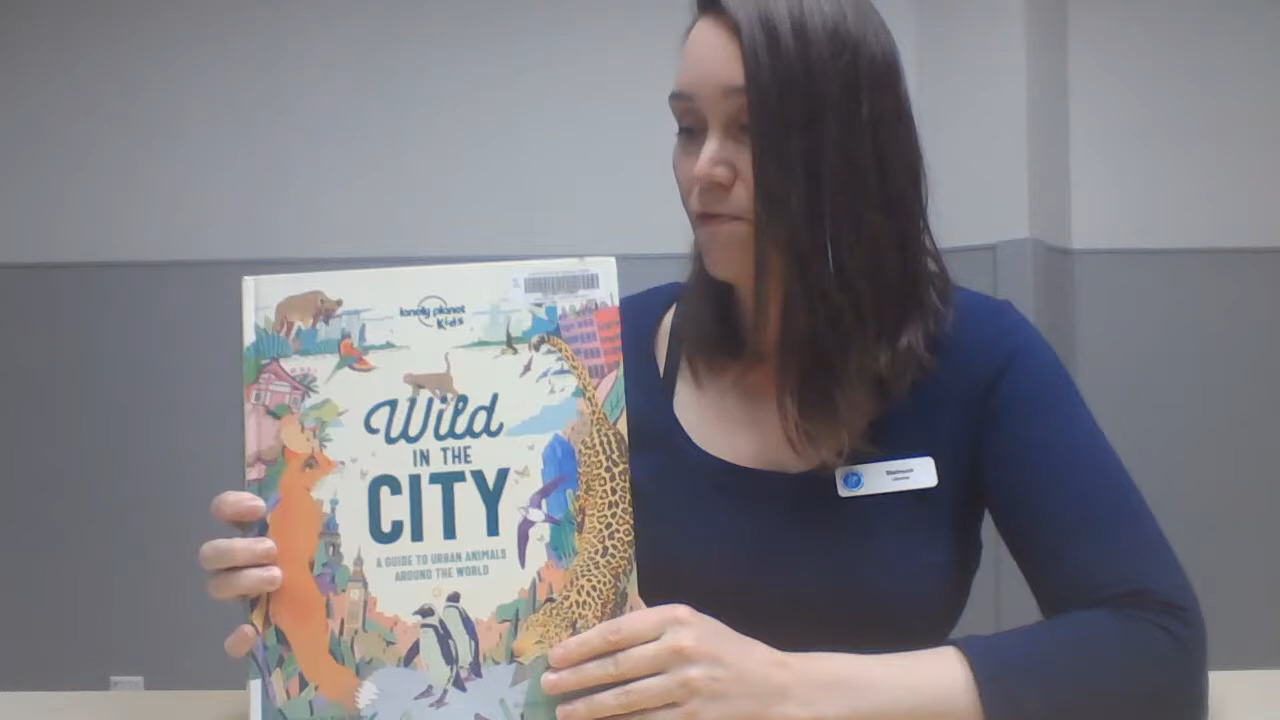 lonely planet
Kids
Wild
IN THE
CITY
A GUIDE TO URBAN ANIMALS
AROUND THE WORLD